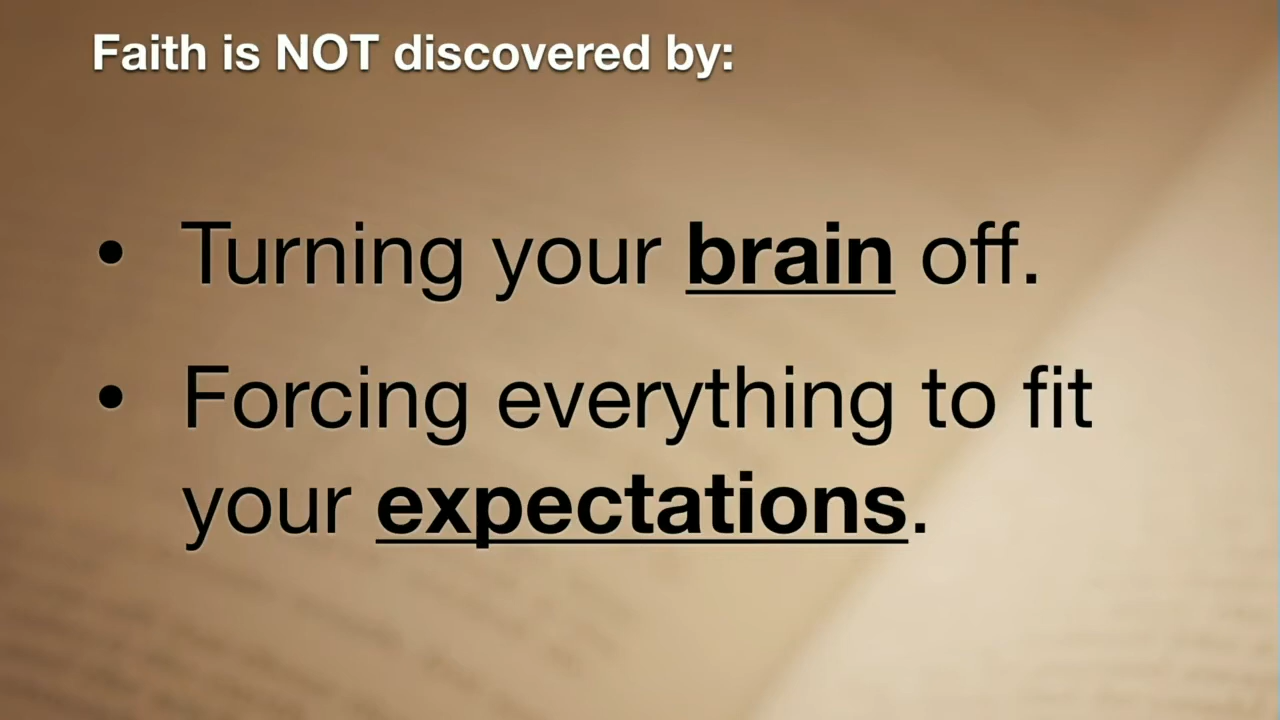 Faith is NOT discovered by:
• Turning your brain off.
• Forcing everything to fit
your expectations.